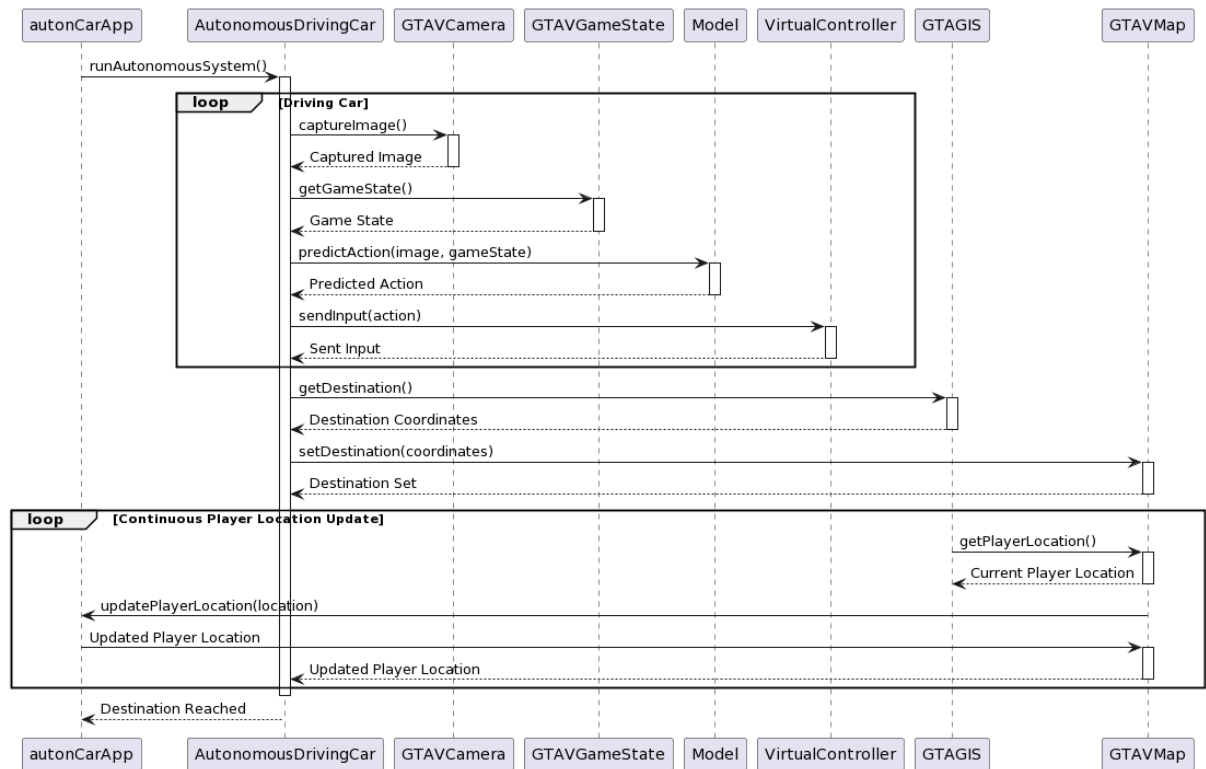 autonCarApp AutonomousDrivingCar GTAVCamera GTAVGameState Model VirtualController GTAGIS GTAVMap
runAutonomousSystem()
loop [Driving Car]
captureImage()
Captured Image
getGameState()
Game State
predictAction(image, gameState)
Predicted Action
sendInput(action)
Sent Input
getDestination()
Destination Coordinates
setDestination(coordinates)
Destination Set
loop [Continuous Player Location Update]
getPlayerLocation()
Current Player Location
updatePlayerLocation(location)
Updated Player Location
Updated Player Location
Destination Reached
autonCarApp AutonomousDrivingCar GTAVCamera GTAVGameState Model VirtualController GTAGIS GTAVMap